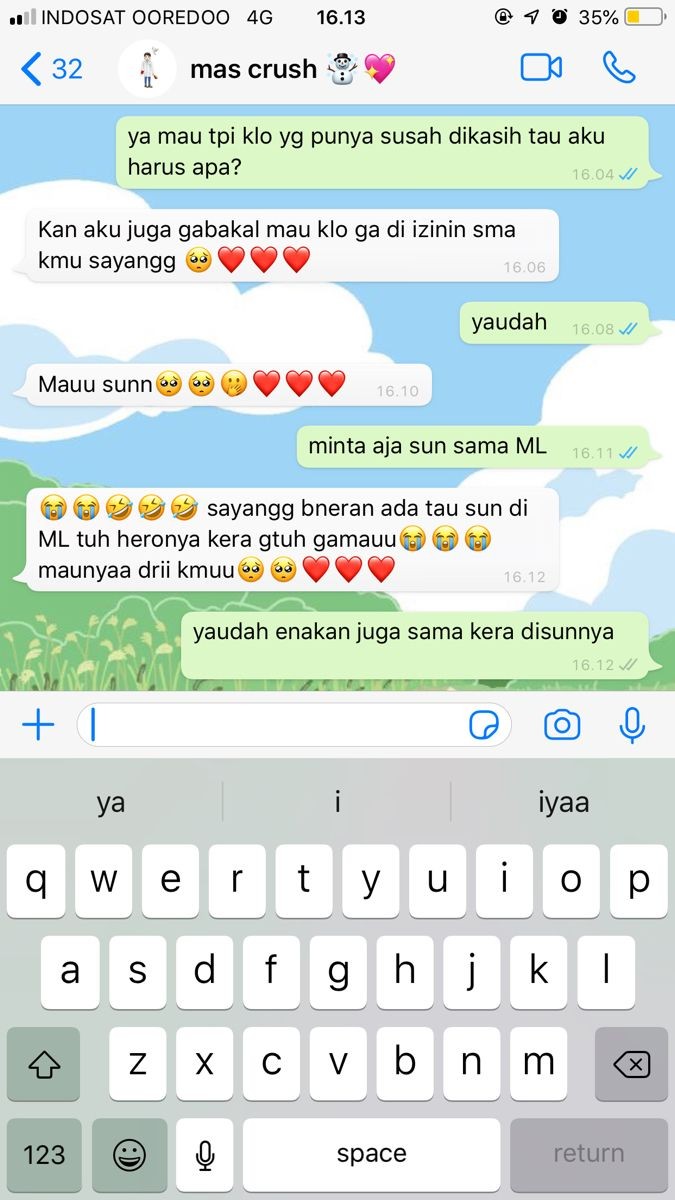 INDOSAT OOREDOO 4G 16.13 35%
32 mas crush ☃️💖
ya mau tpi klo yg punya susah dikasih tau aku
harus apa?
16.04
Kan aku juga gabakal mau klo ga di izinin sma
kmu sayangg 🥺❤️❤️❤️
16.06
yaudah 16.08
Mauu sunn🥺🥺🤭❤️❤️❤️ 16.10
minta aja sun sama ML 16.11
😭😭🤣🤣🤣 sayangg bneran ada tau sun di
ML tuh heronya kera gtuh gamauu😭😭😭
maunyaa drii kmuu🥺🥺❤️❤️❤️
16.12
yaudah enakan juga sama kera disunnya
16.12
ya i iyaa
q w e r t y u i o p
a s d f g h j k l
z x c v b n m
123 space return